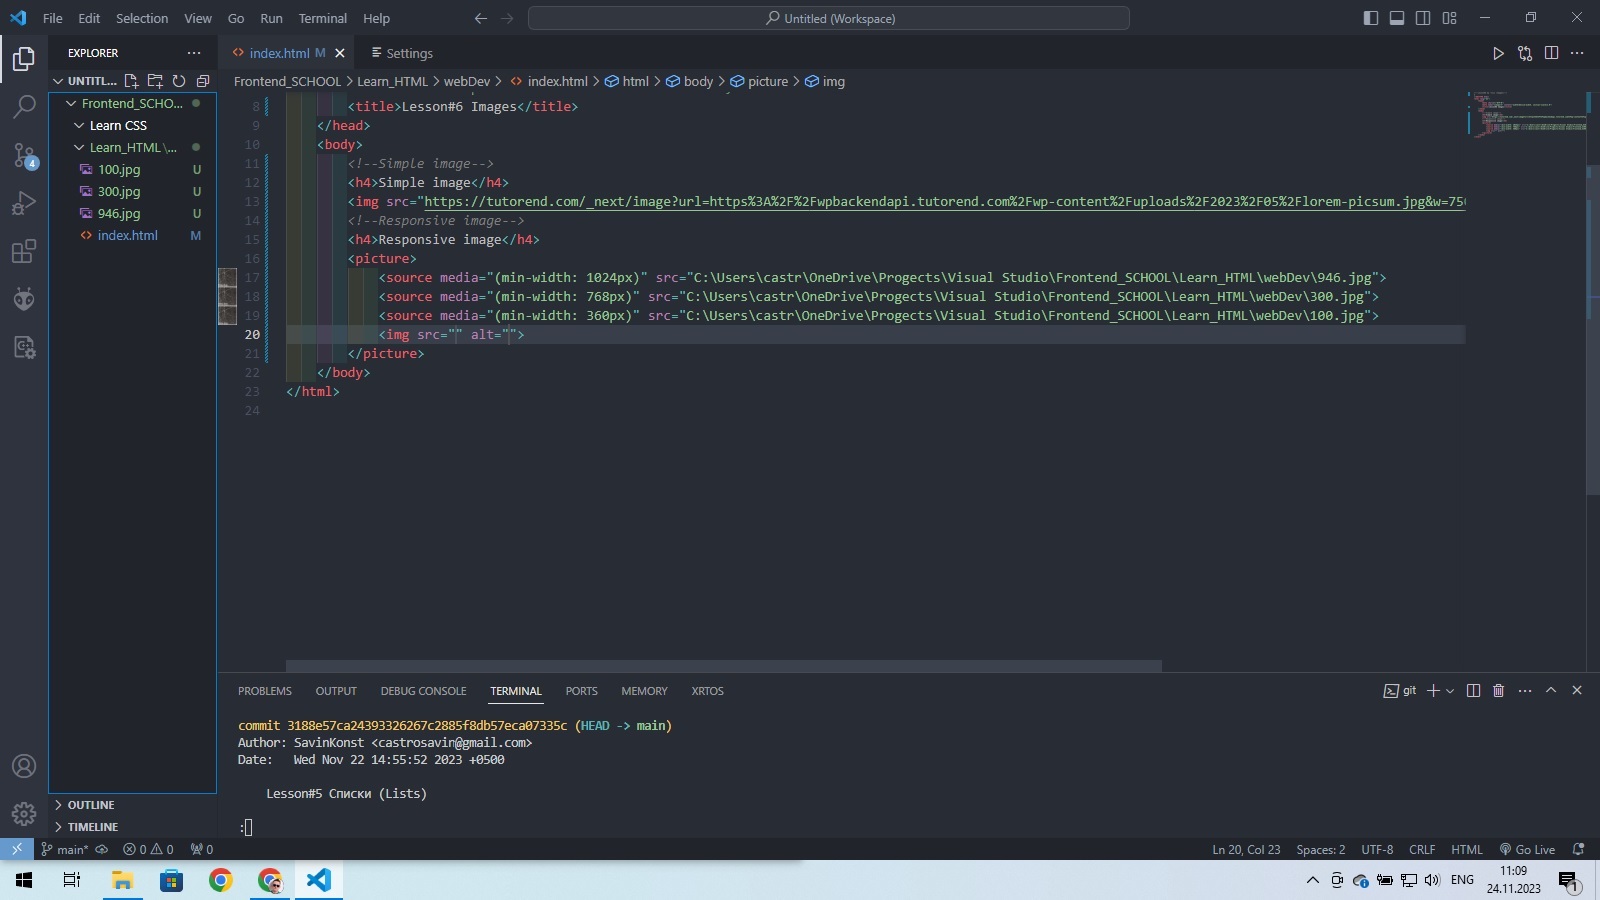 File Edit Selection View Go Run Terminal Help
Untitled (Workspace)
EXPLORER
UNTITL...
Frontend_SCHO...
Learn CSS
Learn_HTML \...
100.jpg U
300.jpg U
946.jpg U
index.html M
OUTLINE
TIMELINE
4
index.html M
Settings
Frontend_SCHOOL > Learn_HTML > webDev > index.html > html > body > picture > img
8 <title>Lesson#6 Images</title>
9 </head>
10 <body>
11 <!--Simple image-->
12 <h4>Simple image</h4>
13 <img src="https://tutorend.com/_next/image?url=https%3A%2F%2Fwpbackendapi.tutorend.com%2Fwp-content%2Fuploads%2F2023%2F05%2Florem-picsum.jpg&w=750
14 <!--Responsive image-->
15 <h4>Responsive image</h4>
16 <picture>
17 <source media="(min-width: 1024px)" src="C:\Users\castr\OneDrive\Progects\Visual Studio\Frontend_SCHOOL\Learn_HTML\webDev\946.jpg">
18 <source media="(min-width: 768px)" src="C:\Users\castr\OneDrive\Progects\Visual Studio\Frontend_SCHOOL\Learn_HTML\webDev\300.jpg">
19 <source media="(min-width: 360px)" src="C:\Users\castr\OneDrive\Progects\Visual Studio\Frontend_SCHOOL\Learn_HTML\webDev\100.jpg">
20 <img src="" alt="">
21 </picture>
22 </body>
23 </html>
24
PROBLEMS OUTPUT DEBUG CONSOLE TERMINAL PORTS MEMORY XRTOS
git
commit 3188e57ca24393326267c2885f8db57eca07335c (HEAD -> main)
Author: SavinKonst <castrosavin@gmail.com>
Date: Wed Nov 22 14:55:52 2023 +0500
Lesson#5 Списки (Lists)
:
main* 0 0 0
Ln 20, Col 23 Spaces: 2 UTF-8 CRLF HTML Go Live
ENG
11:09
24.11.2023
1